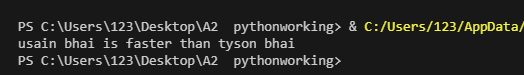 PS C:\Users\123\Desktop\A2  pythonworking> & C:/Users/123/AppData/
usain bhai is faster than tyson bhai
PS C:\Users\123\Desktop\A2  pythonworking>